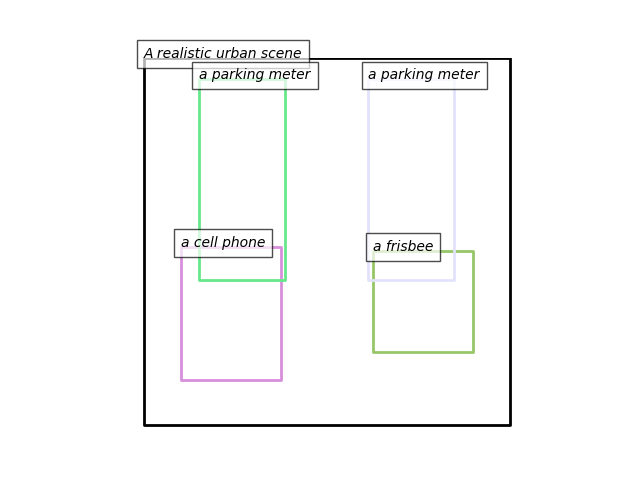 A realistic urban scene
a parking meter
a parking meter
a cell phone
a frisbee